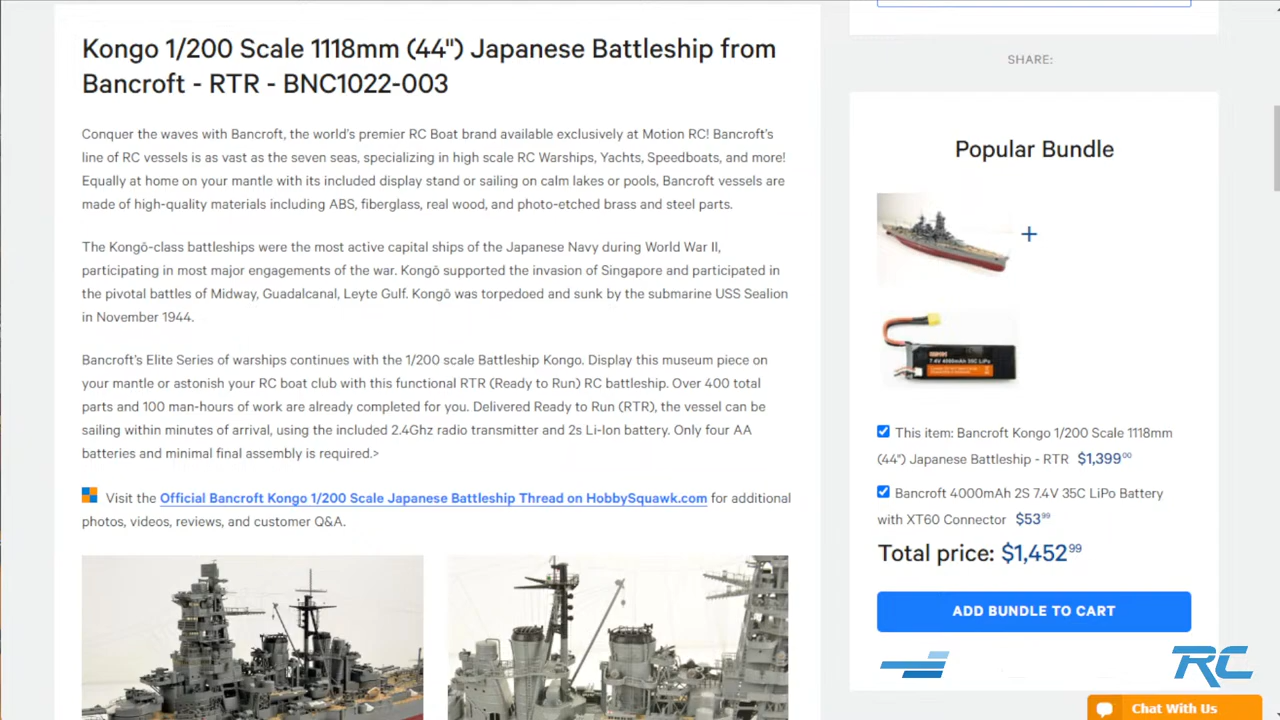 Kongo 1/200 Scale 1118mm (44") Japanese Battleship from
Bancroft - RTR - BNC1022-003
Conquer the waves with Bancroft, the world's premier RC Boat brand available exclusively at Motion RC! Bancroft's
line of RC vessels is as vast as the seven seas, specializing in high scale RC Warships, Yachts, Speedboats, and more!
Equally at home on your mantle with its included display stand or sailing on calm lakes or pools, Bancroft vessels are
made of high-quality materials including ABS, fiberglass, real wood, and photo-etched brass and steel parts.
The Kongō-class battleships were the most active capital ships of the Japanese Navy during World War II,
participating in most major engagements of the war. Kongō supported the invasion of Singapore and participated in
the pivotal battles of Midway, Guadalcanal, Leyte Gulf. Kongō was torpedoed and sunk by the submarine USS Sealion
in November 1944.
Bancroft's Elite Series of warships continues with the 1/200 scale Battleship Kongo. Display this museum piece on
your mantle or astonish your RC boat club with this functional RTR (Ready to Run) RC battleship. Over 400 total
parts and 100 man-hours of work are already completed for you. Delivered Ready to Run (RTR), the vessel can be
sailing within minutes of arrival, using the included 2.4Ghz radio transmitter and 2s Li-Ion battery. Only four AA
batteries and minimal final assembly is required.>
Visit the Official Bancroft Kongo 1/200 Scale Japanese Battleship Thread on HobbySquawk.com for additional
photos, videos, reviews, and customer Q&A.
SHARE:
Popular Bundle
+
7.4V 4000mAh 35C LiPo
This item: Bancroft Kongo 1/200 Scale 1118mm
(44") Japanese Battleship - RTR $1,399⁰⁰
Bancroft 4000mAh 2S 7.4V 35C LiPo Battery
with XT60 Connector $53⁹⁹
Total price: $1,452⁹⁹
ADD BUNDLE TO CART
RC
Chat With Us